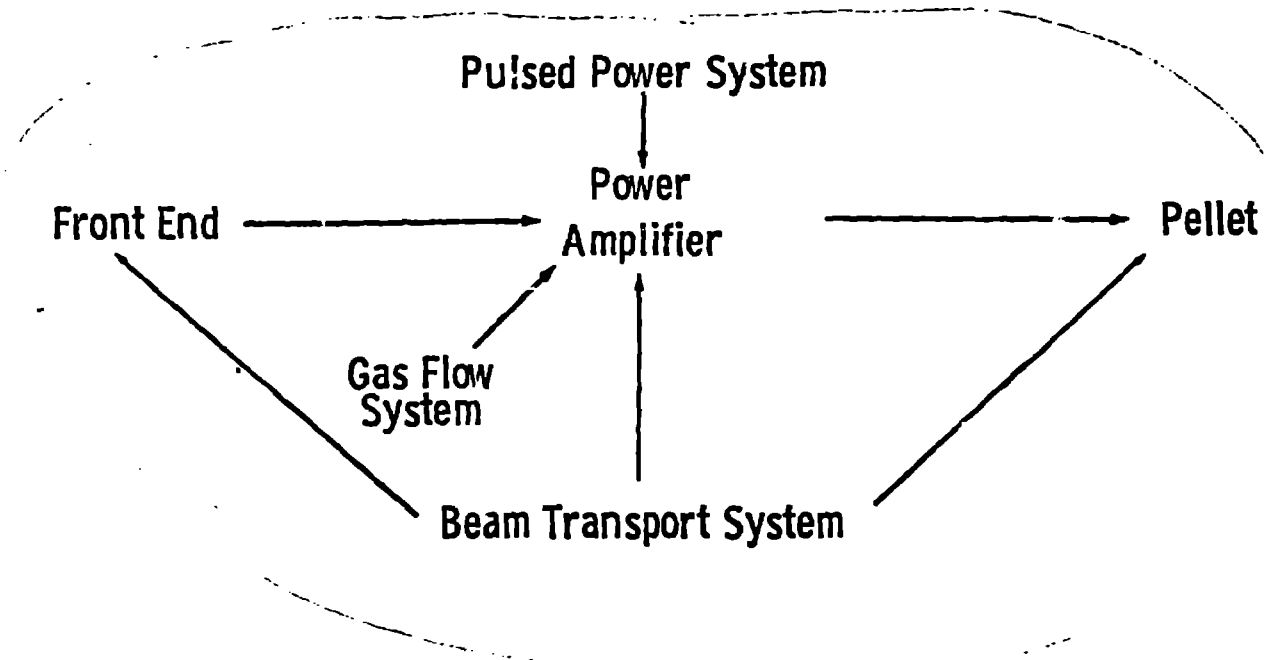 Pulsed Power System
Power
Amplifier
Front End
Pellet
Gas Flow
System
Beam Transport System